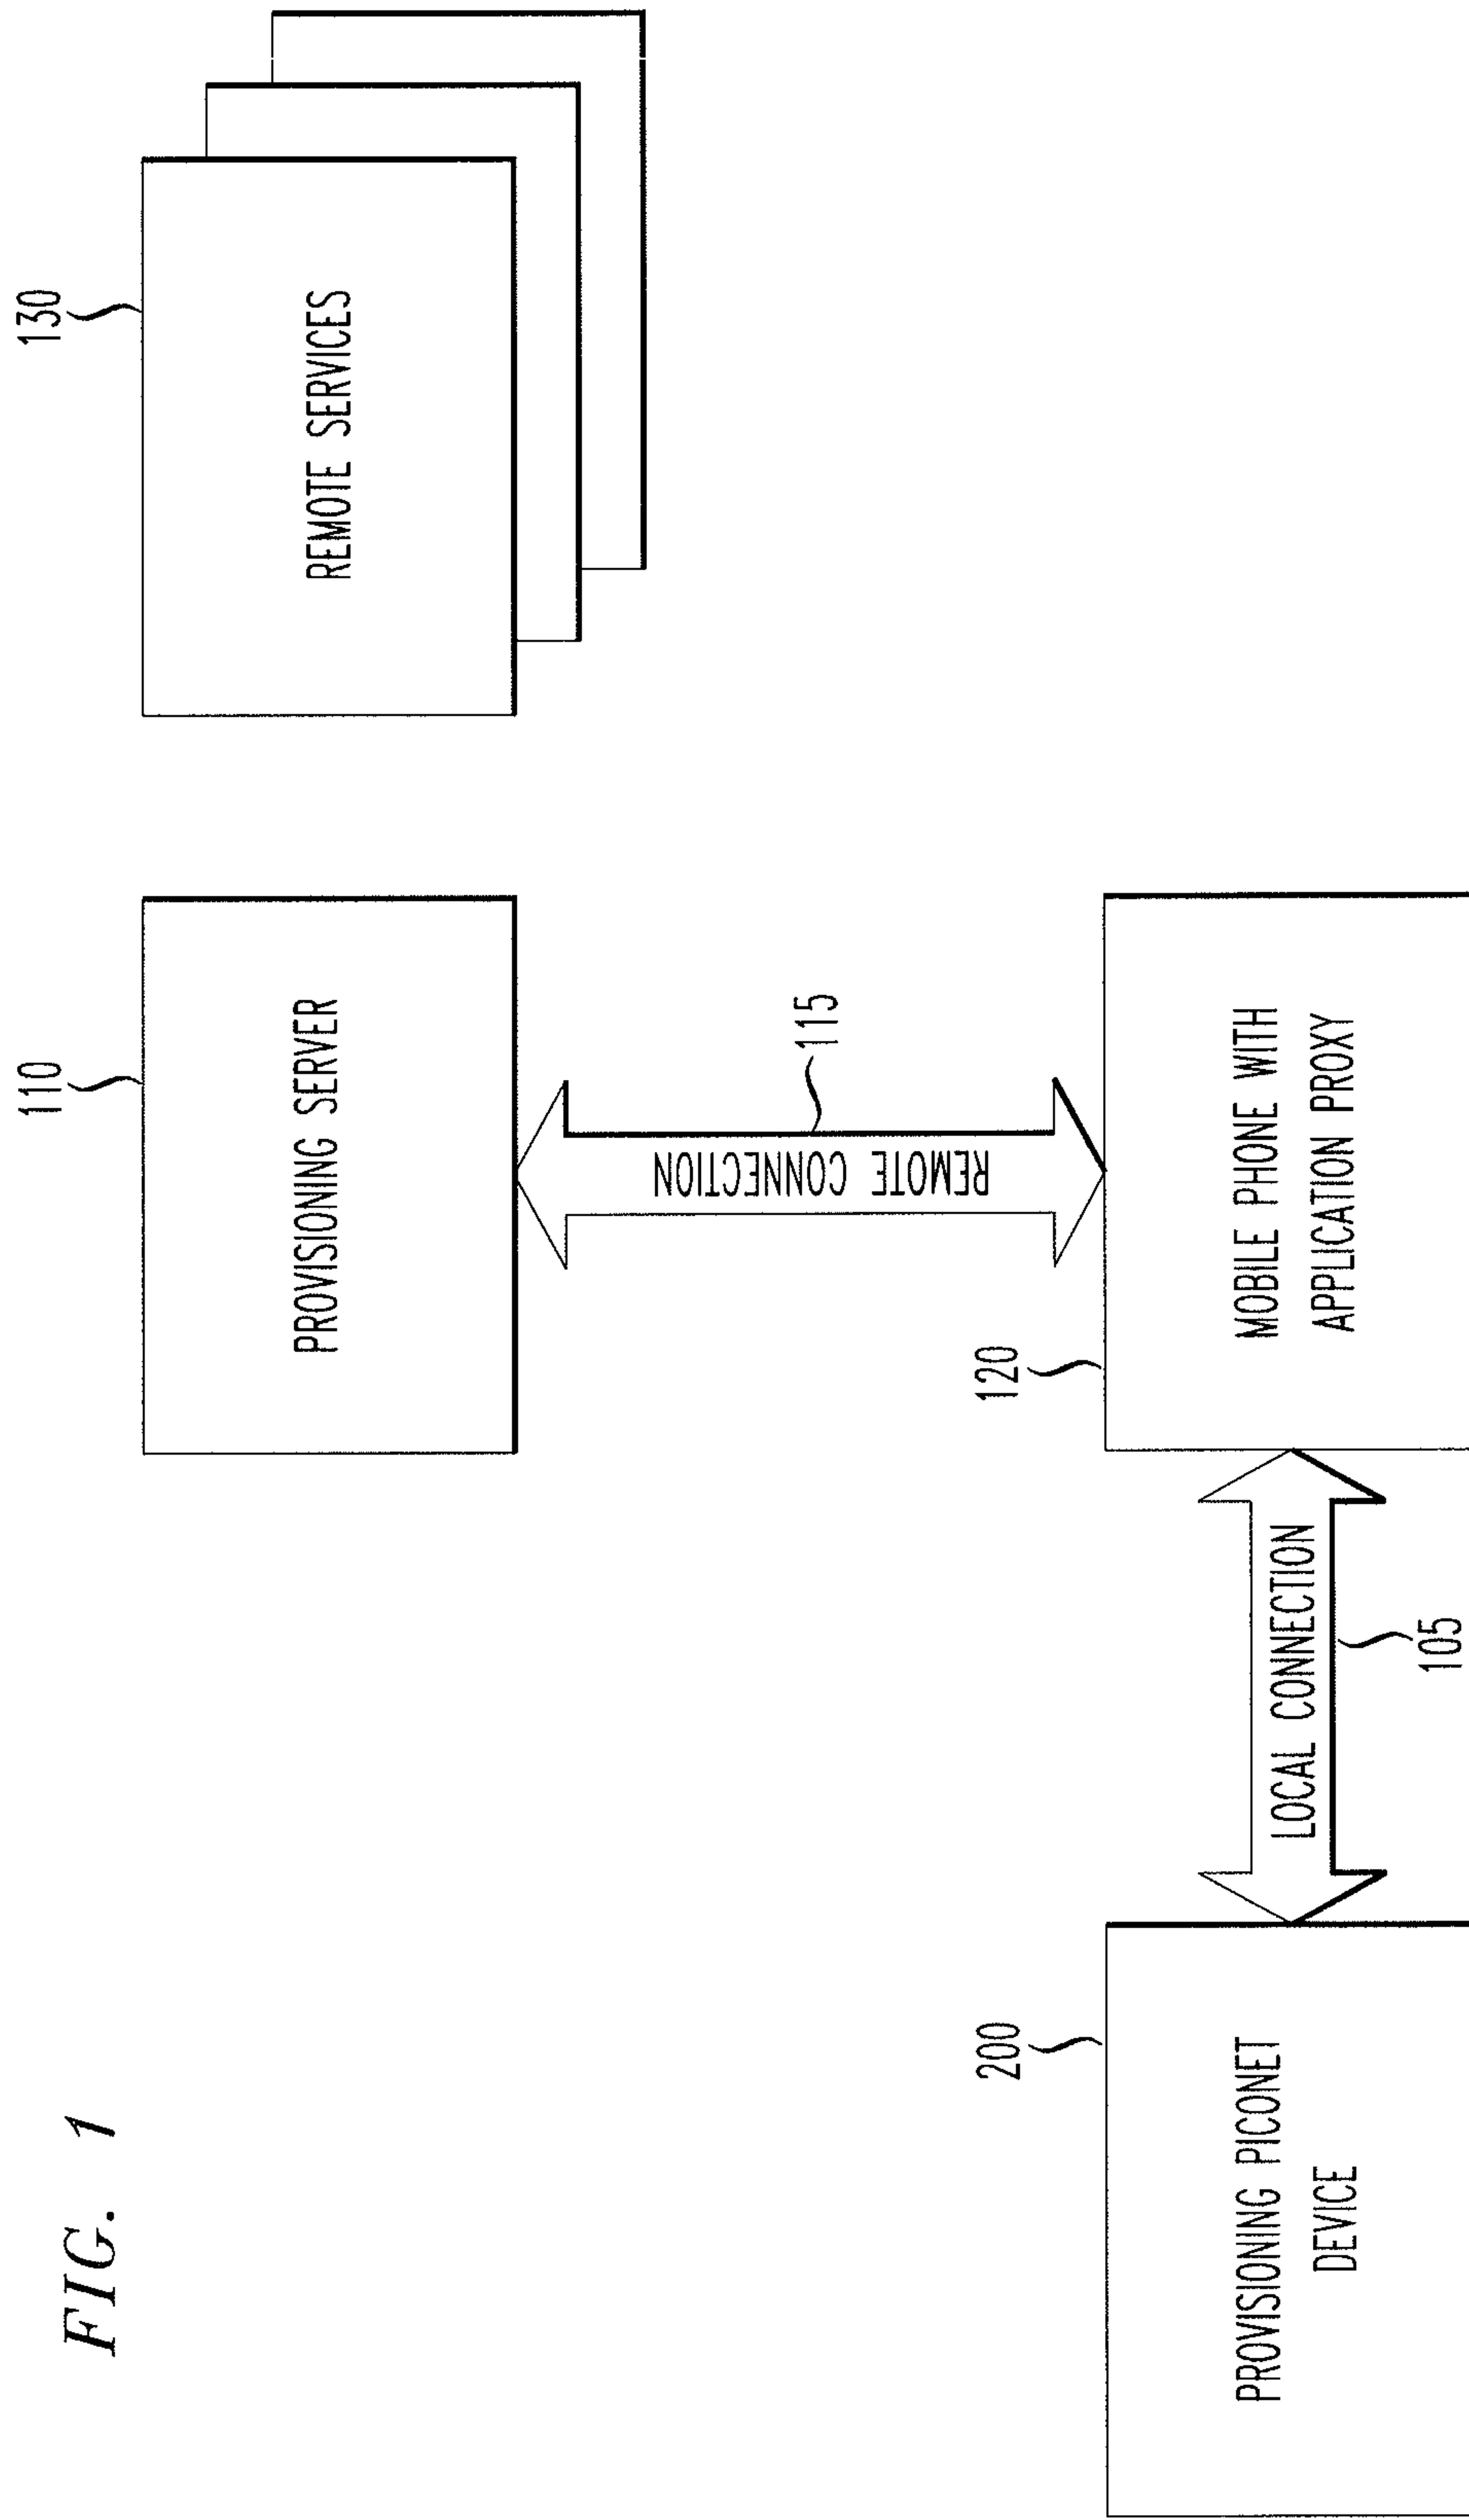 FIG. 1
110
PROVISIONING SERVER
130
REMOTE SERVICES
REMOTE CONNECTION
115
200
PROVISIONING PICONET
DEVICE
LOCAL CONNECTION
105
120
MOBILE PHONE WITH
APPLICATION PROXY